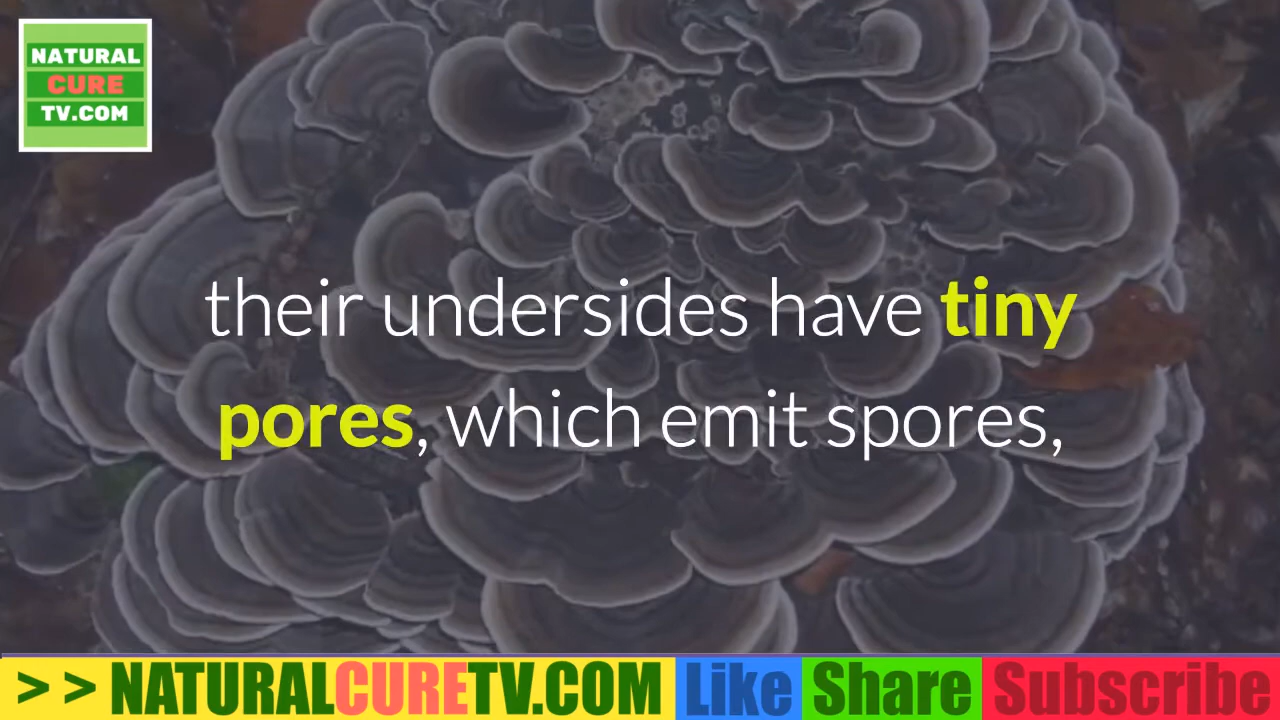 NATURAL
CURE
TV.COM
their undersides have tiny
pores, which emit spores,
> > NATURALCURETV.COM Like Share Subscribe